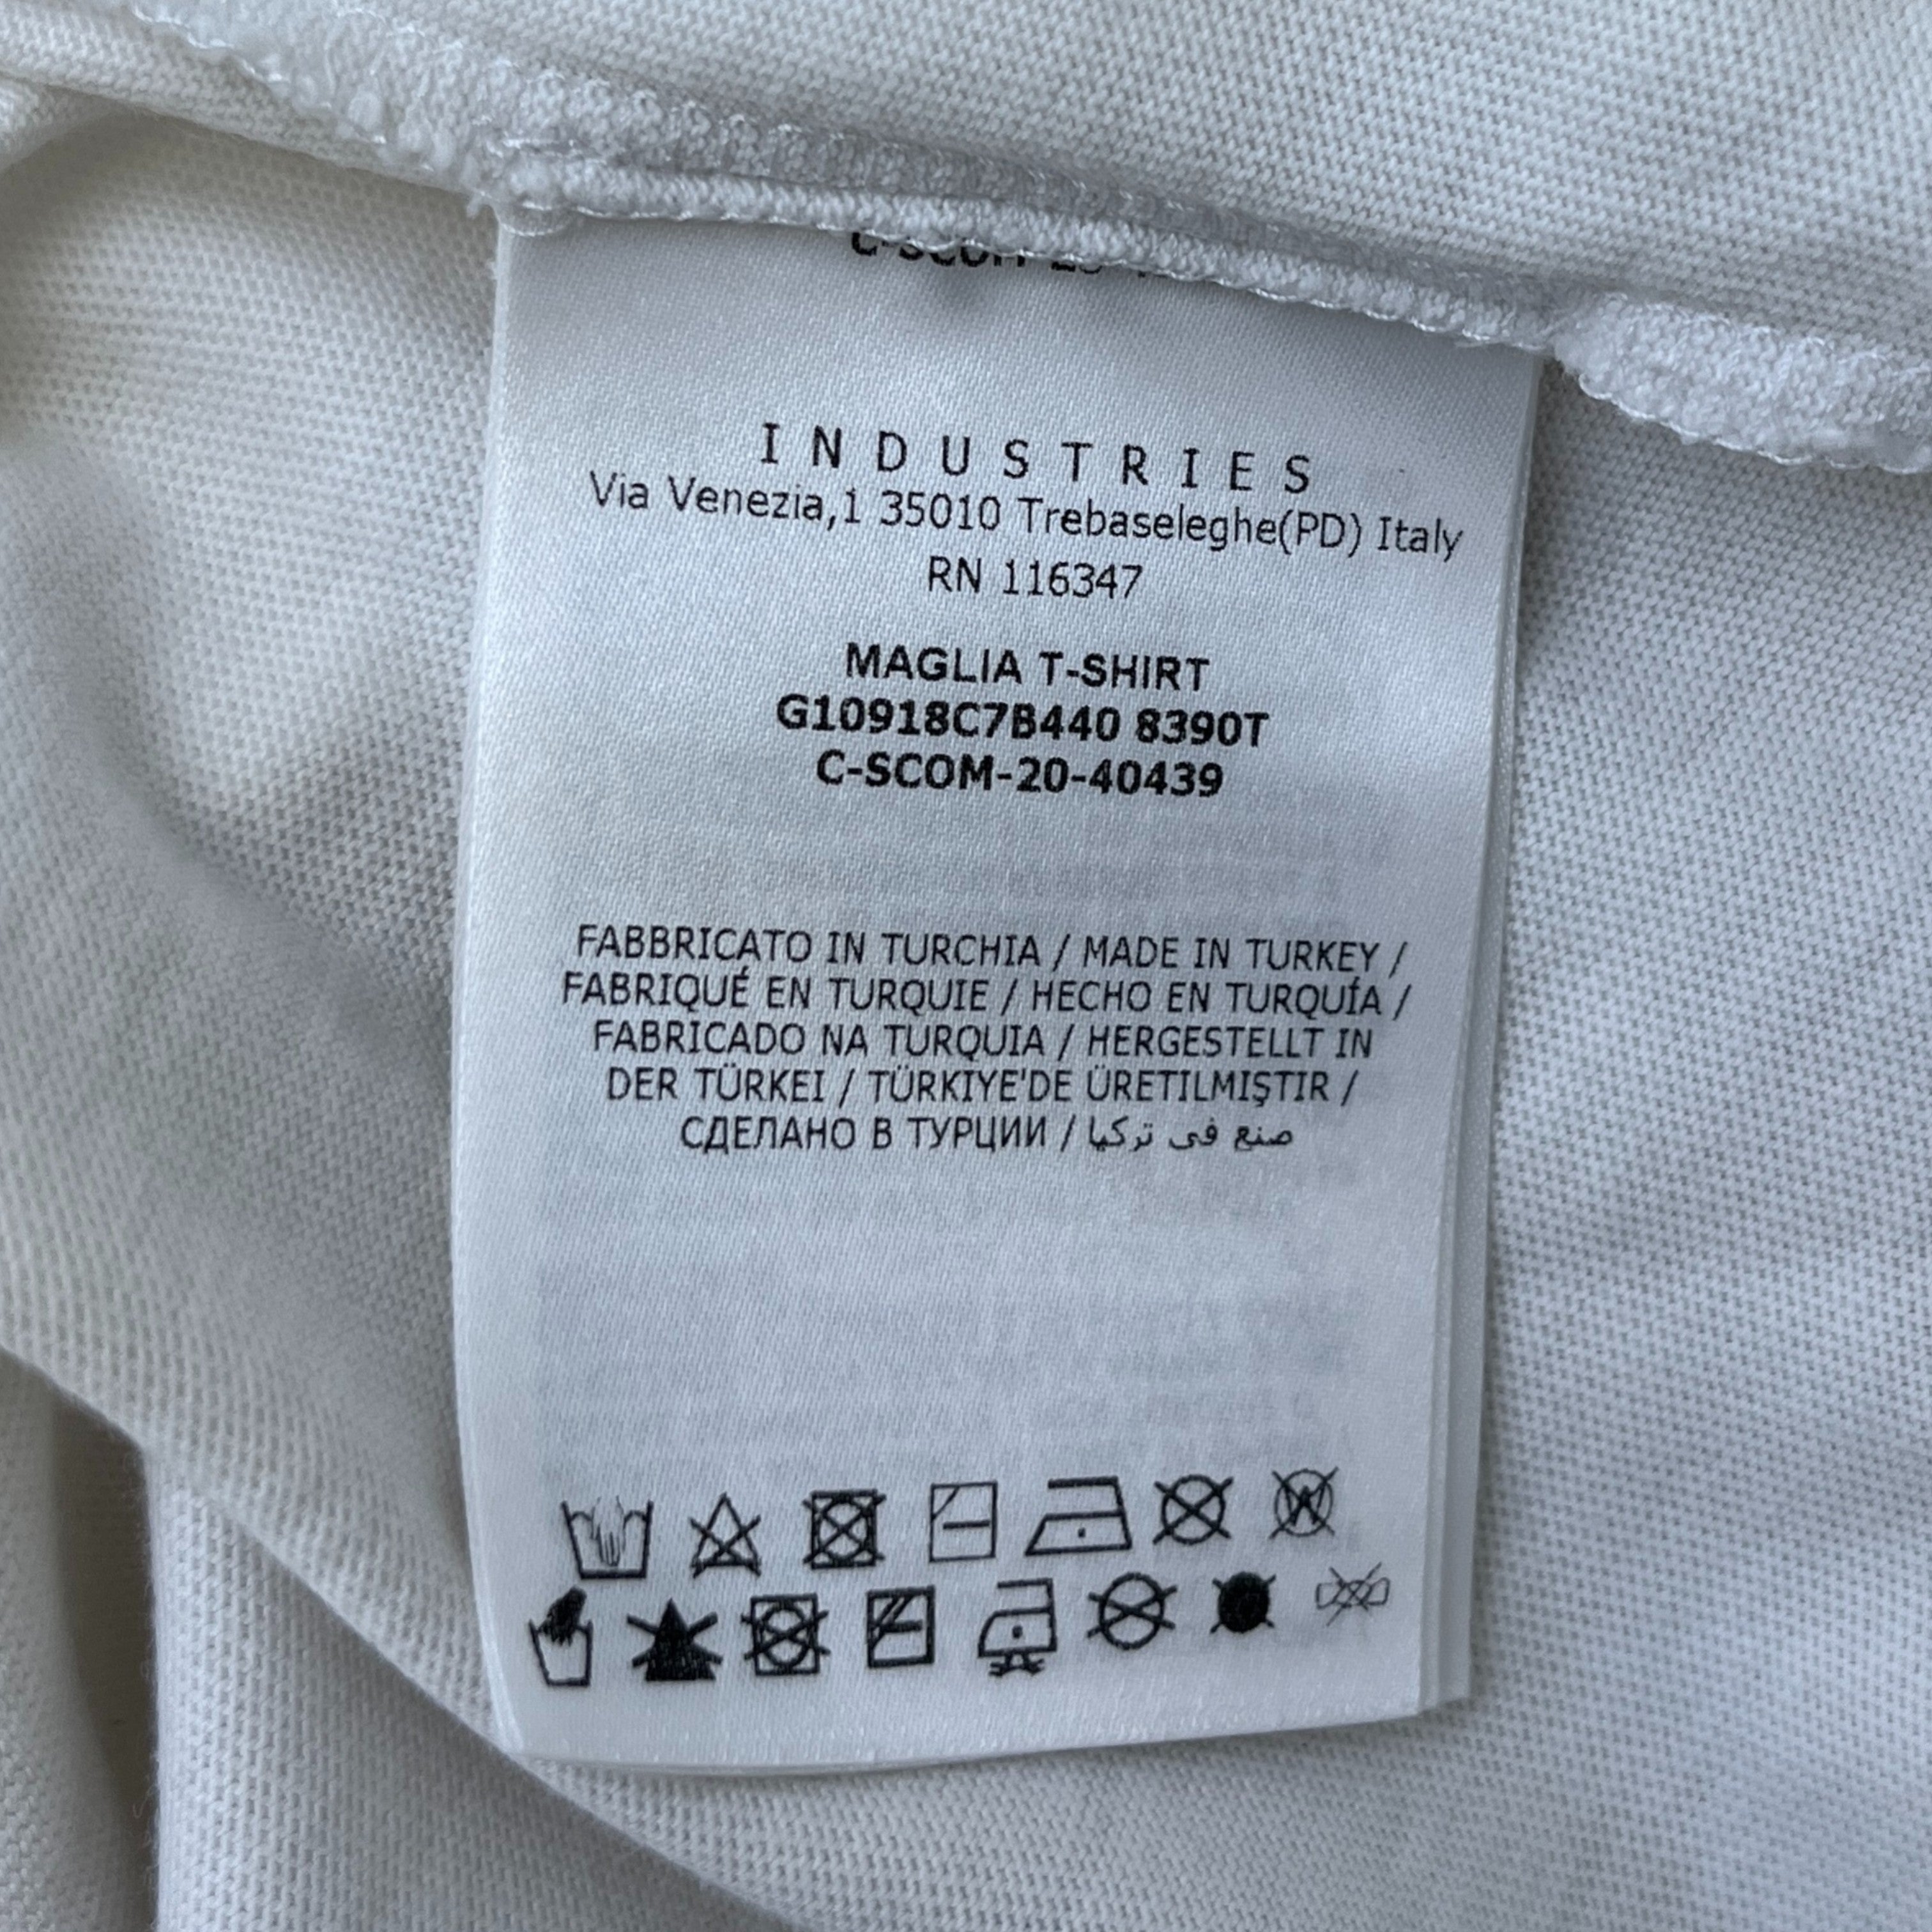 C-SCOM-20-
I N D U S T R I E S
Via Venezia,1 35010 Trebaseleghe(PD) Italy
RN 116347
MAGLIA T-SHIRT
G10918C7B440 8390T
C-SCOM-20-40439
FABBRICATO IN TURCHIA / MADE IN TURKEY /
FABRIQUÉ EN TURQUIE / HECHO EN TURQUÍA /
FABRICADO NA TURQUIA / HERGESTELLT IN
DER TÜRKEI / TÜRKIYE'DE ÜRETILMIŞTIR /
СДЕЛАНО В ТУРЦИИ / صنع فى تركيا
W